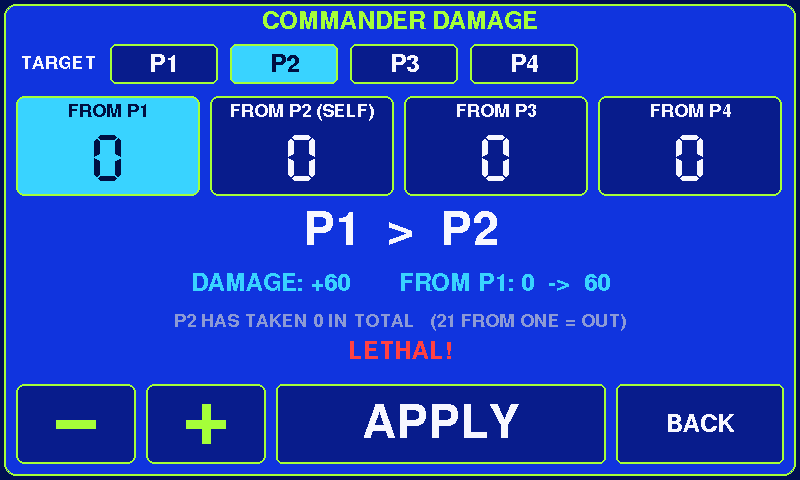 COMMANDER DAMAGE
TARGET P1 P2 P3 P4
FROM P1 FROM P2 (SELF) FROM P3 FROM P4
0 0 0 0
P1 > P2
DAMAGE: +60 FROM P1: 0 -> 60
P2 HAS TAKEN 0 IN TOTAL (21 FROM ONE = OUT)
LETHAL!
− + APPLY BACK